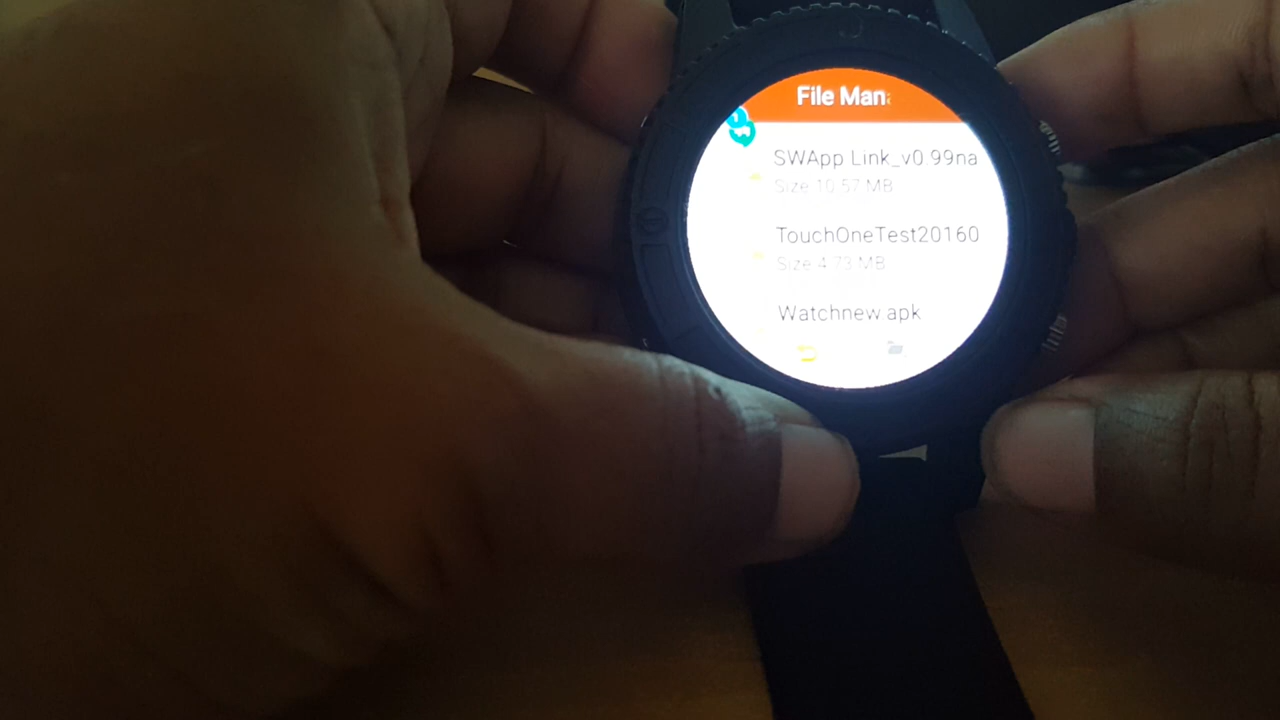 File Man
SWApp Link_v0.99na
Size 10.57 MB
TouchOneTest20160
Size 4.73 MB
Watchnew.apk